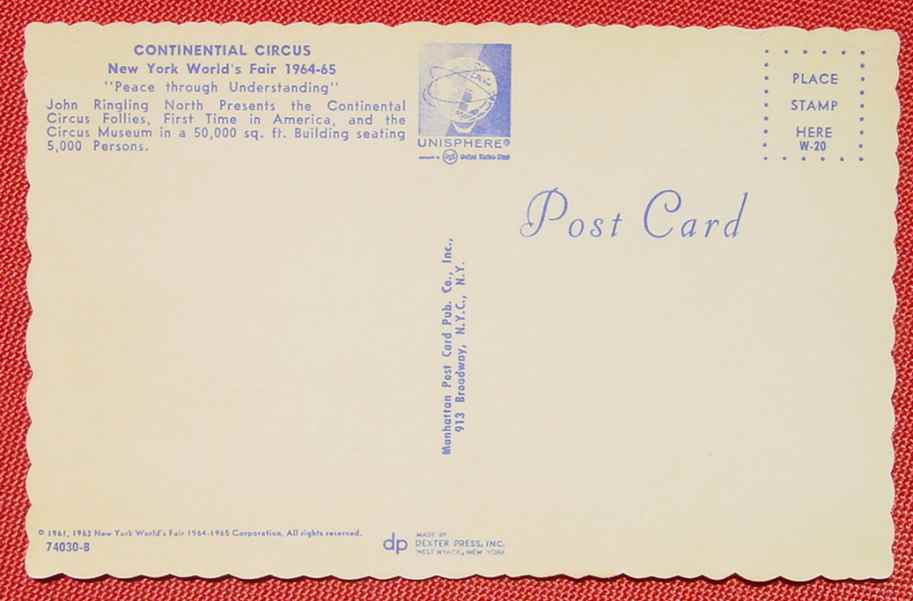 CONTINENTIAL CIRCUS
New York World's Fair 1964-65
"Peace through Understanding"
John Ringling North Presents the Continental
Circus Follies, First Time in America, and the
Circus Museum in a 50,000 sq. ft. Building seating
5,000 Persons.
UNISPHERE®
United States Steel
PLACE
STAMP
HERE
W-20
Post Card
Manhattan Post Card Pub. Co., Inc.,
913 Broadway, N.Y.C., N.Y.
© 1961, 1962 New York World's Fair 1964-1965 Corporation, All rights reserved.
74030-B
dp
MADE BY
DEXTER PRESS, INC.
WEST NYACK, NEW YORK